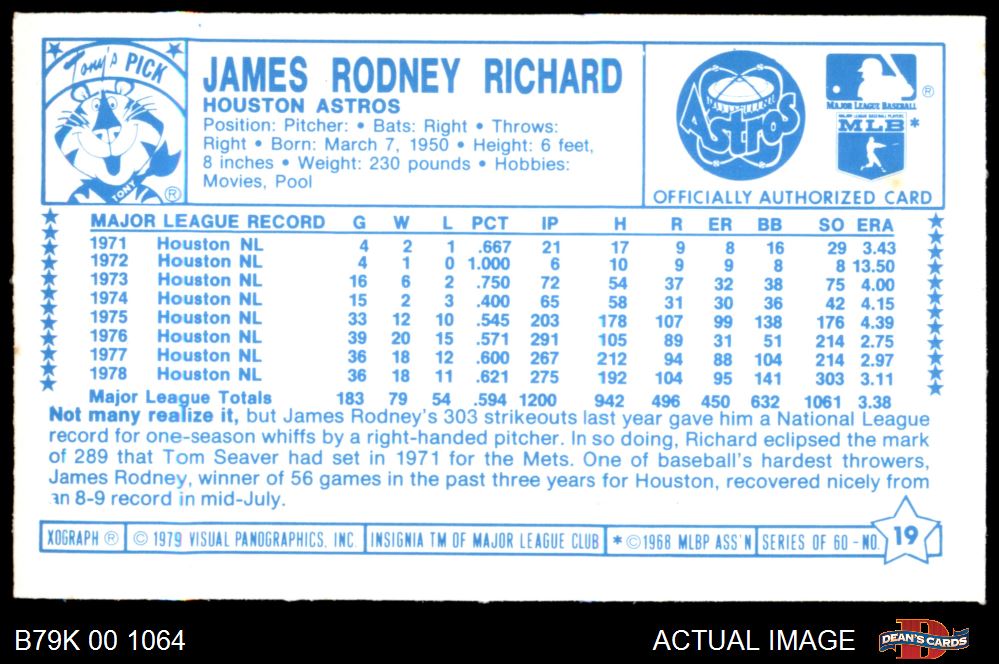 Tony's PICK
TONY
®
JAMES RODNEY RICHARD
HOUSTON ASTROS
Position: Pitcher: • Bats: Right • Throws:
Right • Born: March 7, 1950 • Height: 6 feet,
8 inches • Weight: 230 pounds • Hobbies:
Movies, Pool
Astros
MAJOR LEAGUE BASEBALL ®
MAJOR LEAGUE BASEBALL PLAYERS
MLB *
OFFICIALLY AUTHORIZED CARD
MAJOR LEAGUE RECORD G W L PCT IP H R ER BB SO ERA
1971 Houston NL 4 2 1 .667 21 17 9 8 16 29 3.43
1972 Houston NL 4 1 0 1.000 6 10 9 9 8 8 13.50
1973 Houston NL 16 6 2 .750 72 54 37 32 38 75 4.00
1974 Houston NL 15 2 3 .400 65 58 31 30 36 42 4.15
1975 Houston NL 33 12 10 .545 203 178 107 99 138 176 4.39
1976 Houston NL 39 20 15 .571 291 105 89 31 51 214 2.75
1977 Houston NL 36 18 12 .600 267 212 94 88 104 214 2.97
1978 Houston NL 36 18 11 .621 275 192 104 95 141 303 3.11
Major League Totals 183 79 54 .594 1200 942 496 450 632 1061 3.38
Not many realize it, but James Rodney's 303 strikeouts last year gave him a National League
record for one-season whiffs by a right-handed pitcher. In so doing, Richard eclipsed the mark
of 289 that Tom Seaver had set in 1971 for the Mets. One of baseball's hardest throwers,
James Rodney, winner of 56 games in the past three years for Houston, recovered nicely from
an 8-9 record in mid-July.
XOGRAPH ® © 1979 VISUAL PANOGRAPHICS, INC. INSIGNIA TM OF MAJOR LEAGUE CLUB * ©1968 MLBP ASS'N SERIES OF 60 - NO. 19
B79K 00 1064
ACTUAL IMAGE
DEAN'S CARDS